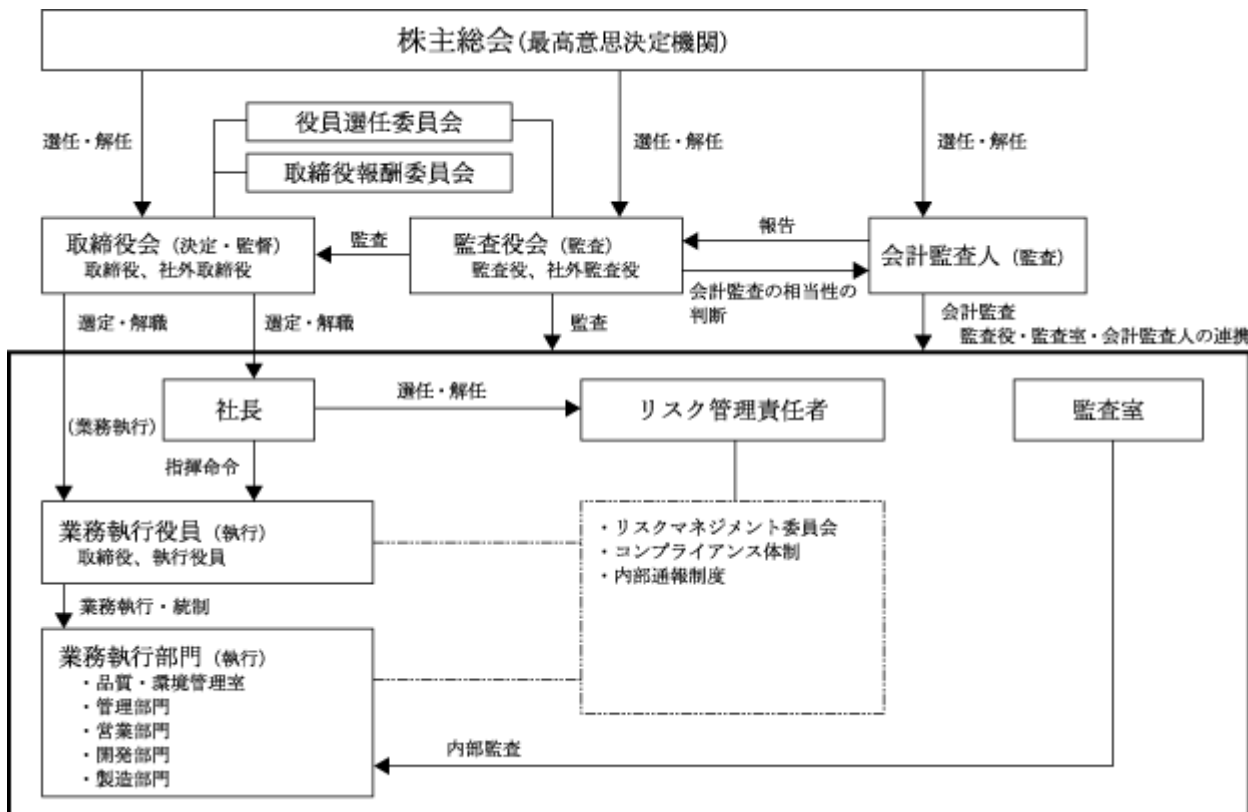 株主総会(最高意思決定機関)
役員選任委員会
選任・解任
選任・解任
選任・解任
取締役報酬委員会
取締役会(決定・監督)
取締役、社外取締役
監査
監査役会(監査)
監査役、社外監査役
報告
会計監査の相当性の
判断
会計監査人(監査)
選定・解職
選定・解職
監査
会計監査
監査役・監査室・会計監査人の連携
社長
選任・解任
リスク管理責任者
監査室
(業務執行)
指揮命令
業務執行役員(執行)
取締役、執行役員
・リスクマネジメント委員会
・コンプライアンス体制
・内部通報制度
業務執行・統制
業務執行部門(執行)
・品質・環境管理室
・管理部門
・営業部門
・開発部門
・製造部門
内部監査